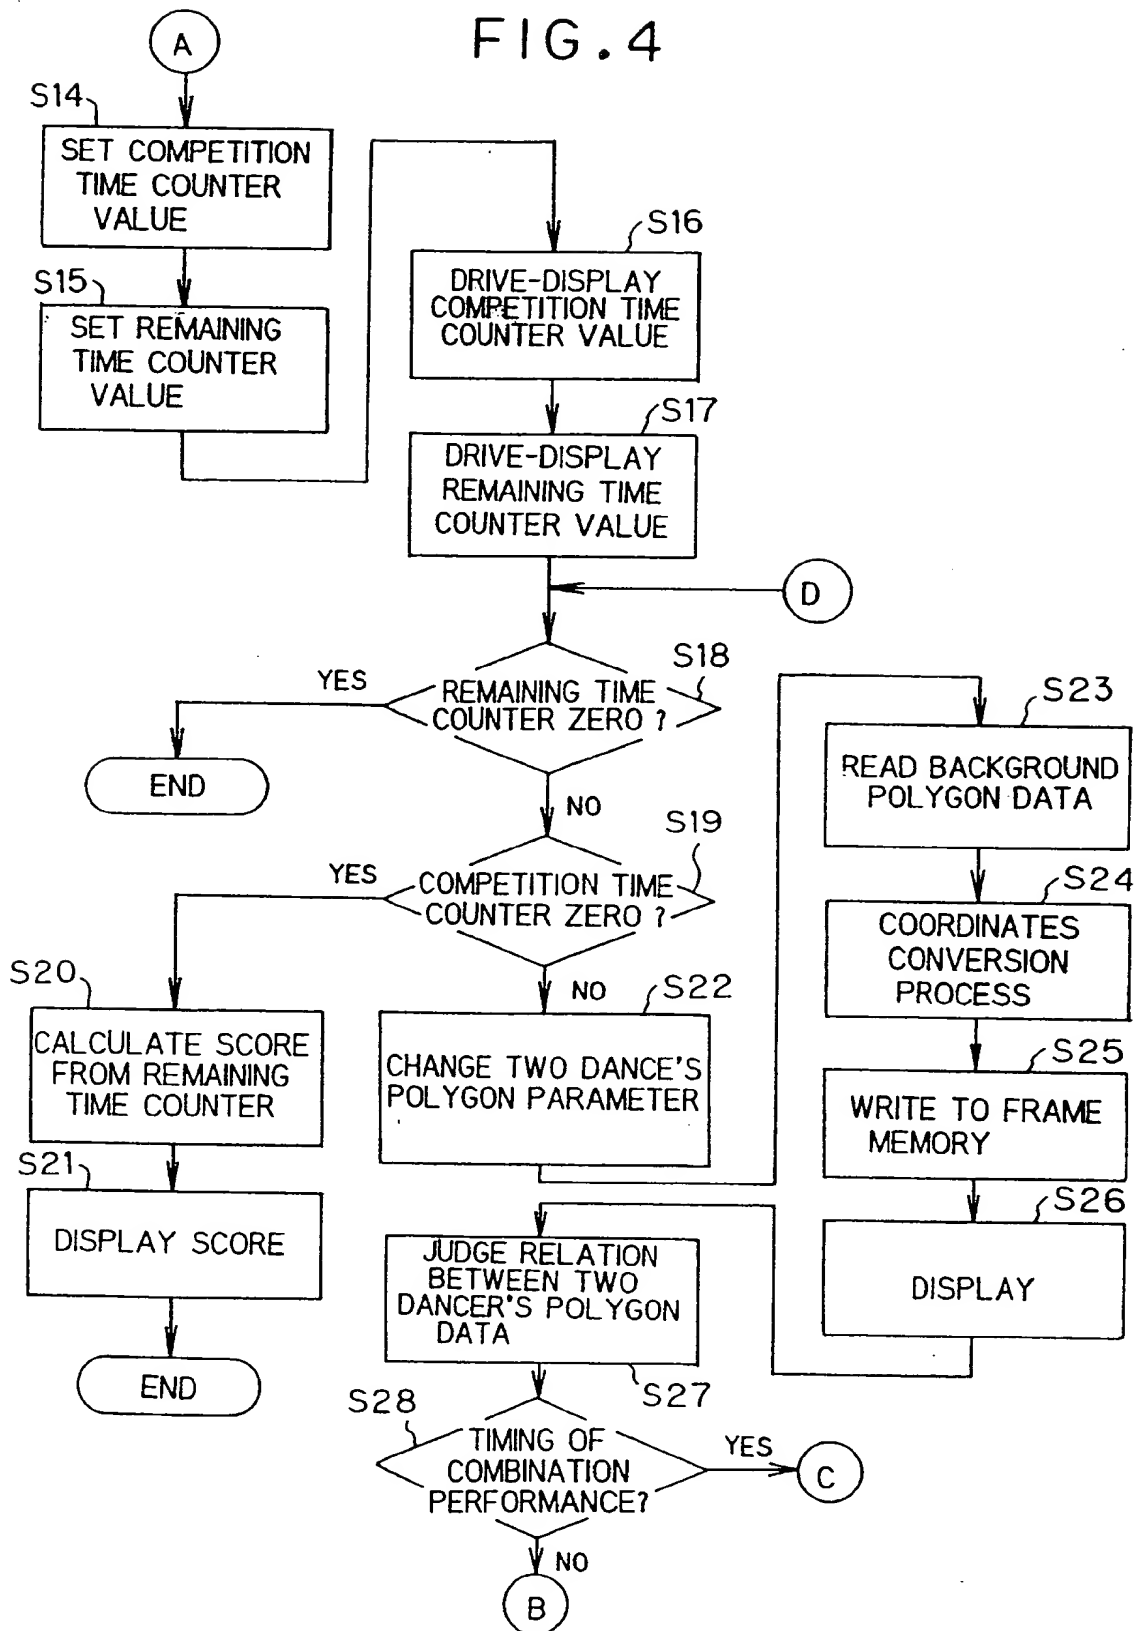 FIG.4
A
S14
SET COMPETITION
TIME COUNTER
VALUE
S15
SET REMAINING
TIME COUNTER
VALUE
S16
DRIVE-DISPLAY
COMPETITION TIME
COUNTER VALUE
S17
DRIVE-DISPLAY
REMAINING TIME
COUNTER VALUE
D
S18
REMAINING TIME
COUNTER ZERO ?
YES
END
NO
S19
COMPETITION TIME
COUNTER ZERO ?
YES
NO
S20
CALCULATE SCORE
FROM REMAINING
TIME COUNTER
S21
DISPLAY SCORE
END
S22
CHANGE TWO DANCE'S
POLYGON PARAMETER
S23
READ BACKGROUND
POLYGON DATA
S24
COORDINATES
CONVERSION
PROCESS
S25
WRITE TO FRAME
MEMORY
S26
DISPLAY
JUDGE RELATION
BETWEEN TWO
DANCER'S POLYGON
DATA
S27
S28
TIMING OF
COMBINATION
PERFORMANCE?
YES
C
NO
B